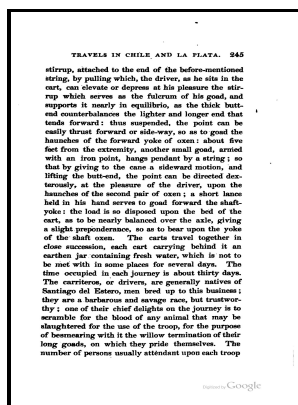 TRAVELS IN CHILE AND LA PLATA. 245
stirrup, attached to the end of the before-mentioned
string, by pulling which, the driver, as he sits in the
cart, can elevate or depress at his pleasure the stir-
rup which serves as the fulcrum of his goad, and
supports it nearly in equilibrio, as the thick butt-
end counterbalances the lighter and longer end that
tends forward: thus suspended, the point can be
easily thrust forward or side-way, so as to goad the
haunches of the forward yoke of oxen: about five
feet from the extremity, another small goad, armed
with an iron point, hangs pendant by a string; so
that by giving to the cane a sideward motion, and
lifting the butt-end, the point can be directed dex-
terously, at the pleasure of the driver, upon the
haunches of the second pair of oxen; a short lance
held in his hand serves to goad forward the shaft-
yoke: the load is so disposed upon the bed of the
cart, as to be nearly balanced over the axle, giving
a slight preponderance, so as to bear upon the yoke
of the shaft oxen. The carts travel together in
close succession, each cart carrying behind it an
earthen jar containing fresh water, which is not to
be met with in some places for several days. The
time occupied in each journey is about thirty days.
The carriteros, or drivers, are generally natives of
Santiago del Estero, men bred up to this business;
they are a barbarous and savage race, but trustwor-
thy; one of their chief delights on the journey is to
scramble for the blood of any animal that may be
slaughtered for the use of the troop, for the purpose
of besmearing with it the willow termination of their
long goads, on which they pride themselves. The
number of persons usually attendant upon each troop
Digitized by Google